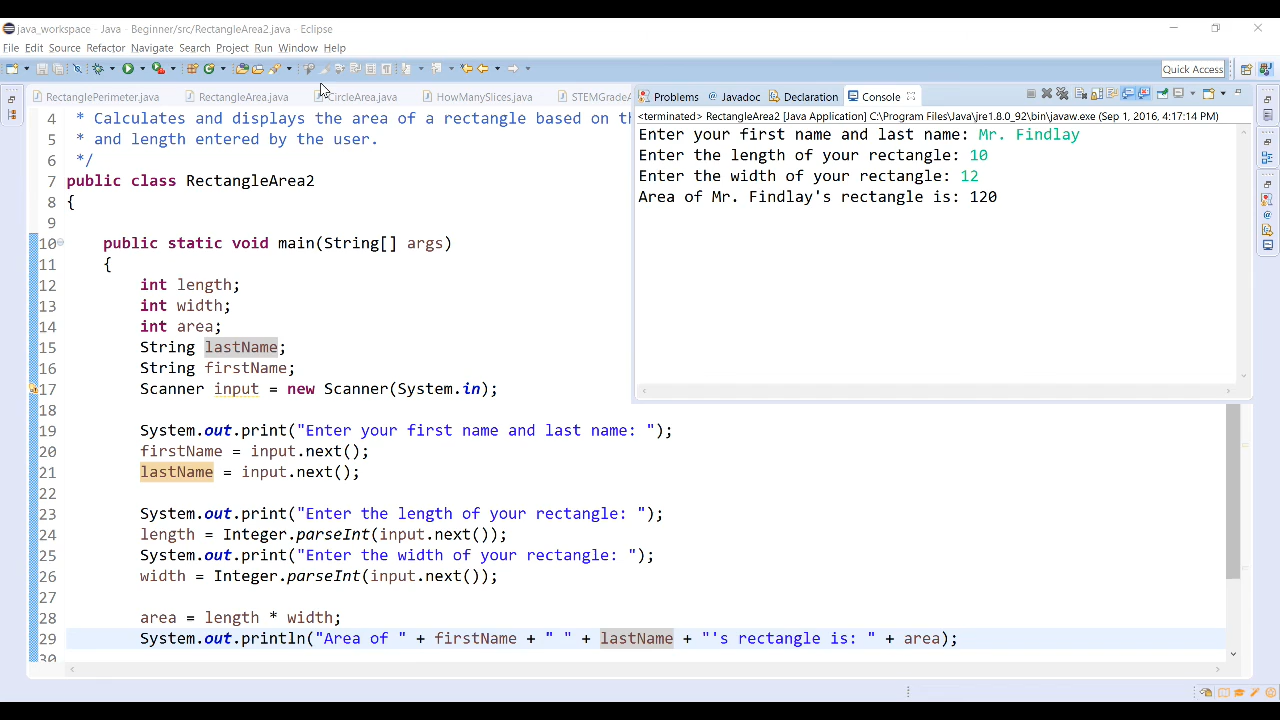 java_workspace - Java - Beginner/src/RectangleArea2.java - Eclipse
File Edit Source Refactor Navigate Search Project Run Window Help
Quick Access
RectanglePerimeter.java RectangleArea.java CircleArea.java HowManySlices.java STEMGradeA
4 * Calculates and displays the area of a rectangle based on th
5 * and length entered by the user.
6 */
7 public class RectangleArea2
8 {
9
10 public static void main(String[] args)
11 {
12 int length;
13 int width;
14 int area;
15 String lastName;
16 String firstName;
17 Scanner input = new Scanner(System.in);
18
19 System.out.print("Enter your first name and last name: ");
20 firstName = input.next();
21 lastName = input.next();
22
23 System.out.print("Enter the length of your rectangle: ");
24 length = Integer.parseInt(input.next());
25 System.out.print("Enter the width of your rectangle: ");
26 width = Integer.parseInt(input.next());
27
28 area = length * width;
29 System.out.println("Area of " + firstName + " " + lastName + "'s rectangle is: " + area);
30
Problems @ Javadoc Declaration Console
<terminated> RectangleArea2 [Java Application] C:\Program Files\Java\jre1.8.0_92\bin\javaw.exe (Sep 1, 2016, 4:17:14 PM)
Enter your first name and last name: Mr. Findlay
Enter the length of your rectangle: 10
Enter the width of your rectangle: 12
Area of Mr. Findlay's rectangle is: 120